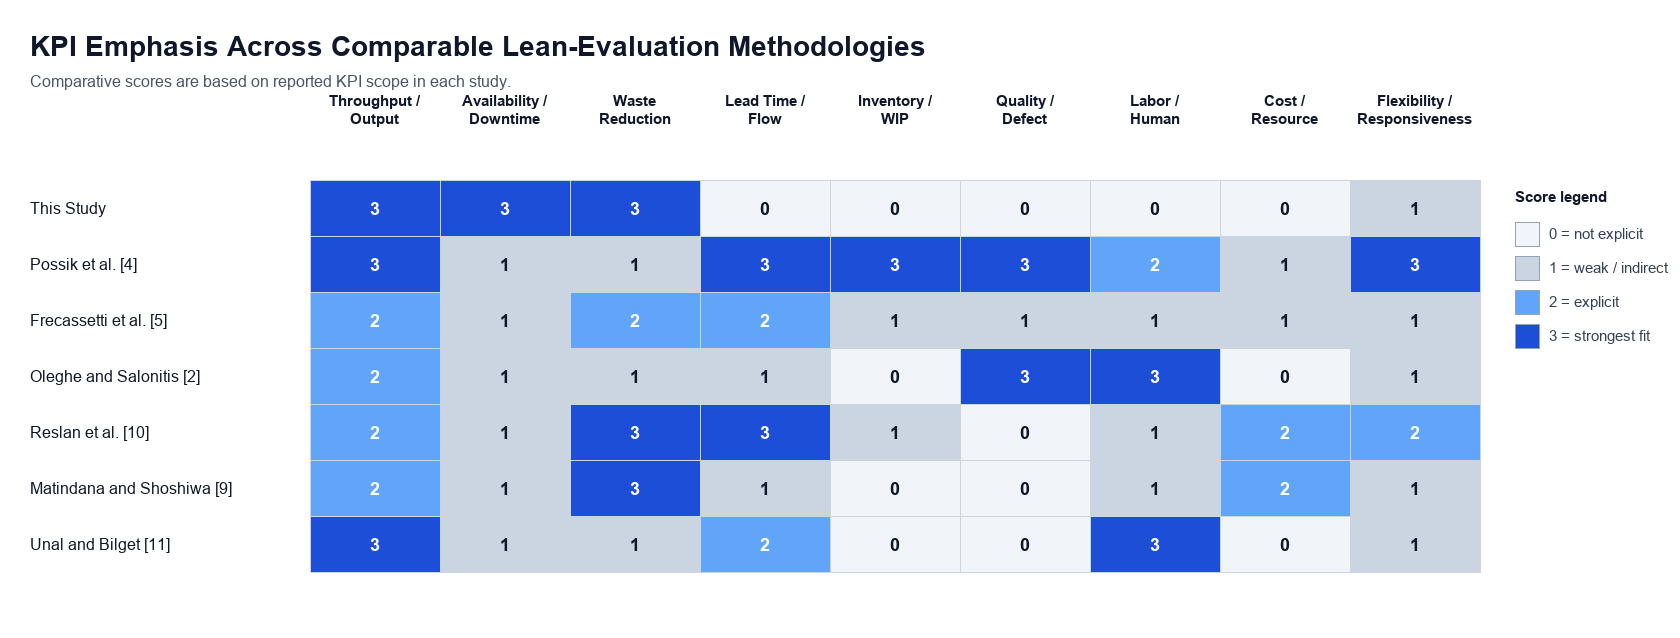 KPI Emphasis Across Comparable Lean-Evaluation Methodologies
Comparative scores are based on reported KPI scope in each study.
Throughput / Availability / Waste Lead Time / Inventory / Quality / Labor / Cost / Flexibility /
Output Downtime Reduction Flow WIP Defect Human Resource Responsiveness
This Study 3 3 3 0 0 0 0 0 1
Possik et al. [4] 3 1 1 3 3 3 2 1 3
Frecassetti et al. [5] 2 1 2 2 1 1 1 1 1
Oleghe and Salonitis [2] 2 1 1 1 0 3 3 0 1
Reslan et al. [10] 2 1 3 3 1 0 1 2 2
Matindana and Shoshiwa [9] 2 1 3 1 0 0 1 2 1
Unal and Bilget [11] 3 1 1 2 0 0 3 0 1
Score legend
0 = not explicit
1 = weak / indirect
2 = explicit
3 = strongest fit